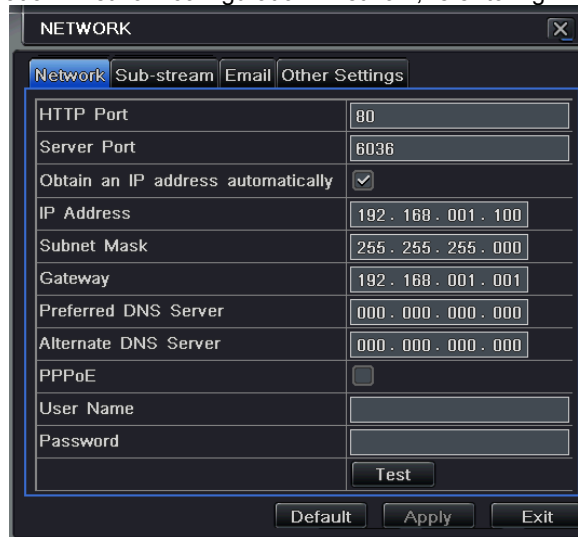 NETWORK
Network Sub-stream Email Other Settings
HTTP Port 80
Server Port 6036
Obtain an IP address automatically
IP Address 192 . 168 . 001 . 100
Subnet Mask 255 . 255 . 255 . 000
Gateway 192 . 168 . 001 . 001
Preferred DNS Server 000 . 000 . 000 . 000
Alternate DNS Server 000 . 000 . 000 . 000
PPPoE
User Name
Password
Test
Default Apply Exit